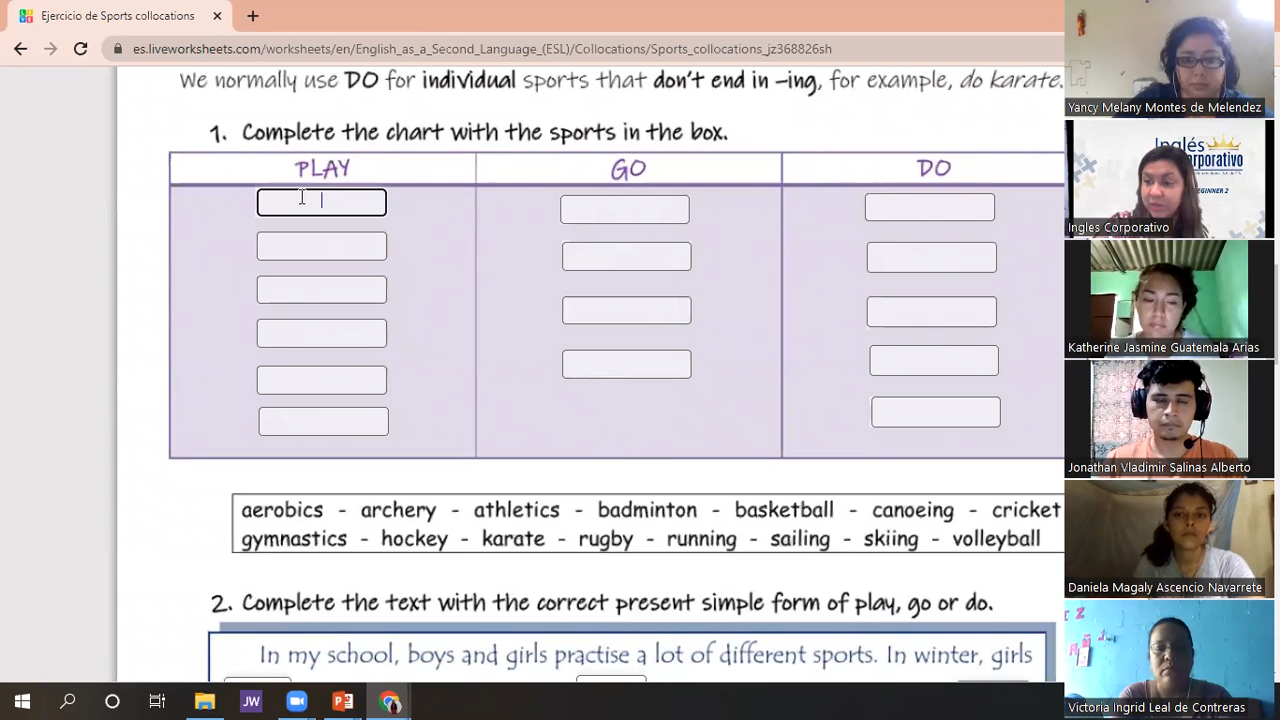 Ejercicio de Sports collocations
es.liveworksheets.com/worksheets/en/English_as_a_Second_Language_(ESL)/Collocations/Sports_collocations_jz368826sh
We normally use DO for individual sports that don't end in –ing, for example, do karate.
1. Complete the chart with the sports in the box.
PLAY GO DO
aerobics - archery - athletics - badminton - basketball - canoeing - cricket
gymnastics - hockey - karate - rugby - running - sailing - skiing - volleyball
2. Complete the text with the correct present simple form of play, go or do.
In my school, boys and girls practise a lot of different sports. In winter, girls
Yancy Melany Montes de Melendez
Inglés
Corporativo
BEGINNER 2
Ingles Corporativo
Katherine Jasmine Guatemala Arias
Jonathan Vladimir Salinas Alberto
Daniela Magaly Ascencio Navarrete
Victoria Ingrid Leal de Contreras
JW